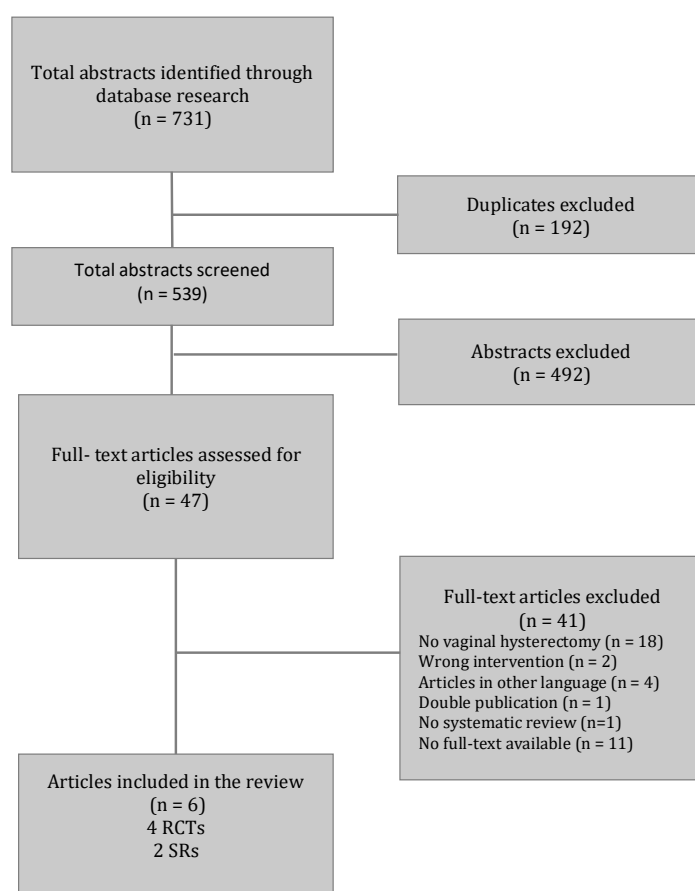 Total abstracts identified through
database research
(n = 731)
Duplicates excluded
(n = 192)
Total abstracts screened
(n = 539)
Abstracts excluded
(n = 492)
Full- text articles assessed for
eligibility
(n = 47)
Full-text articles excluded
(n = 41)
No vaginal hysterectomy (n = 18)
Wrong intervention (n = 2)
Articles in other language (n = 4)
Double publication (n = 1)
No systematic review (n=1)
No full-text available (n = 11)
Articles included in the review
(n = 6)
4 RCTs
2 SRs